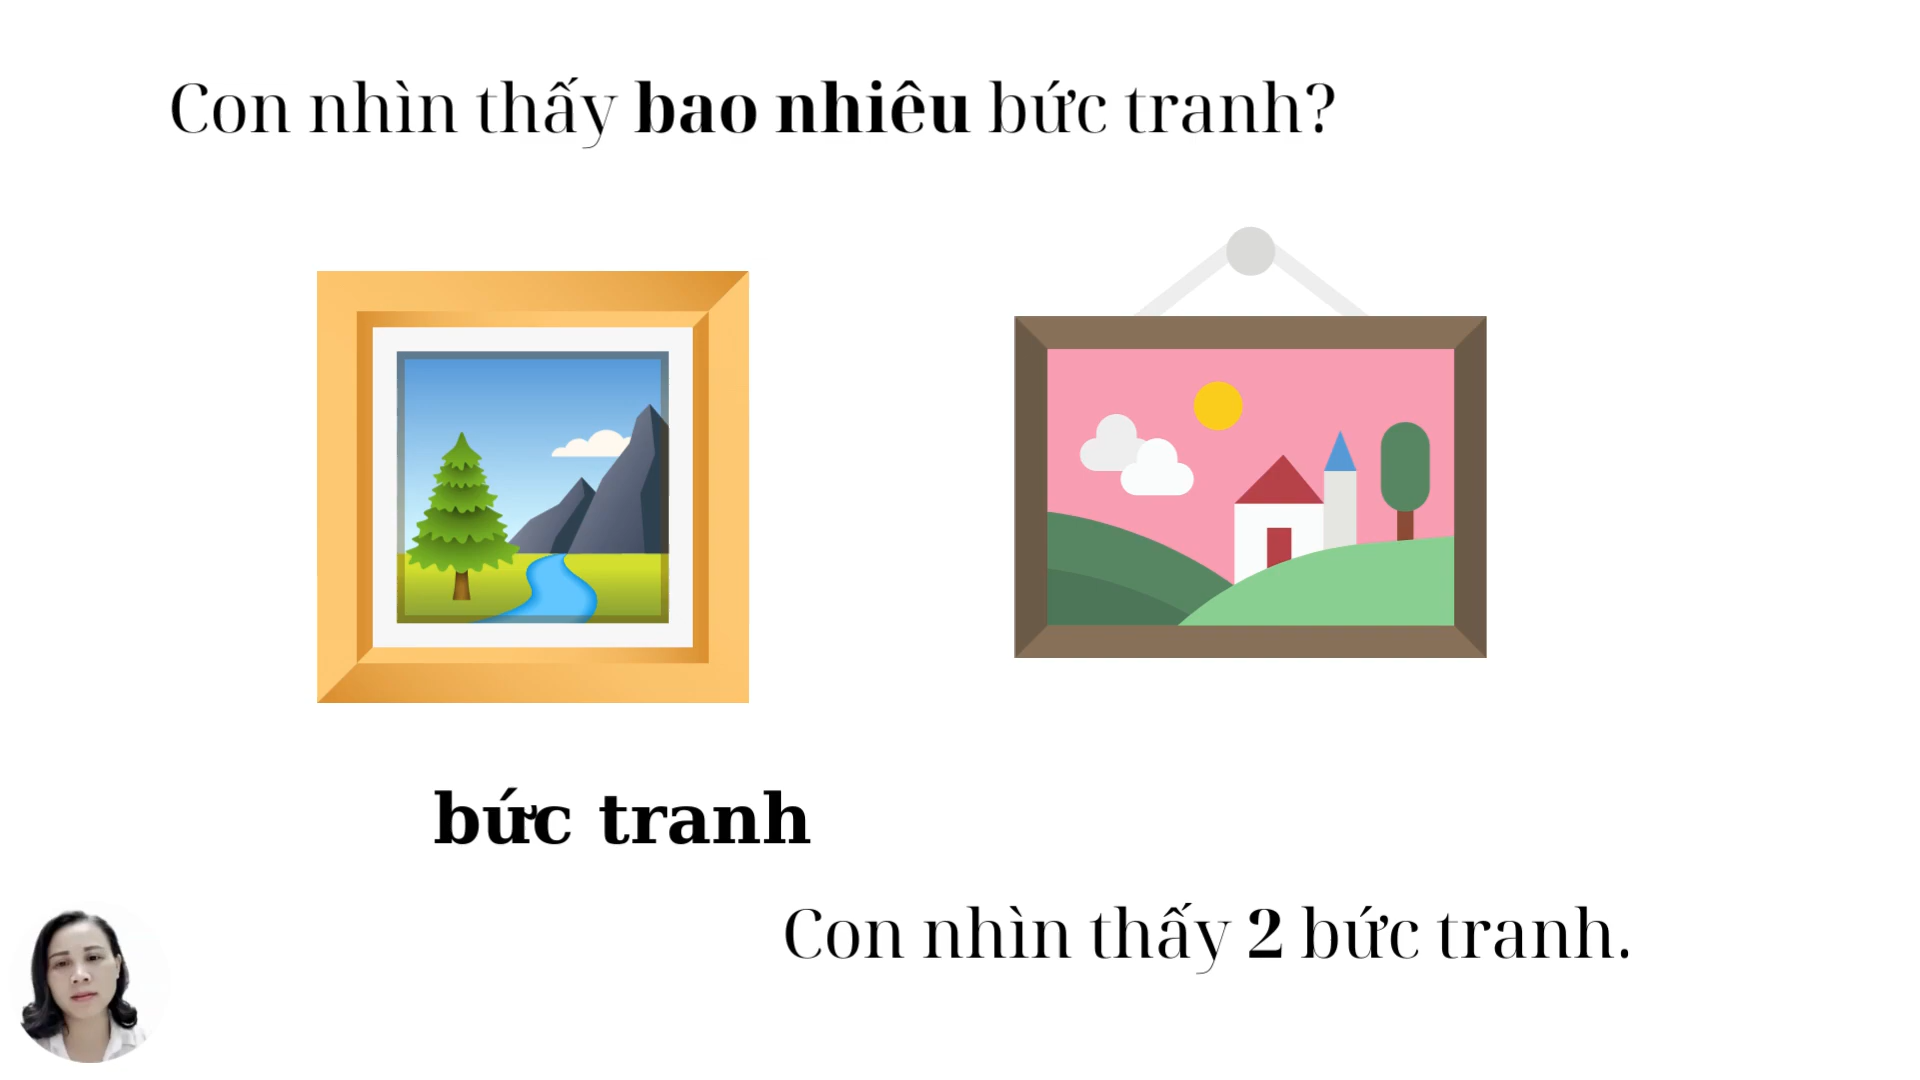 Con nhìn thấy bao nhiêu bức tranh?
bức tranh
Con nhìn thấy 2 bức tranh.